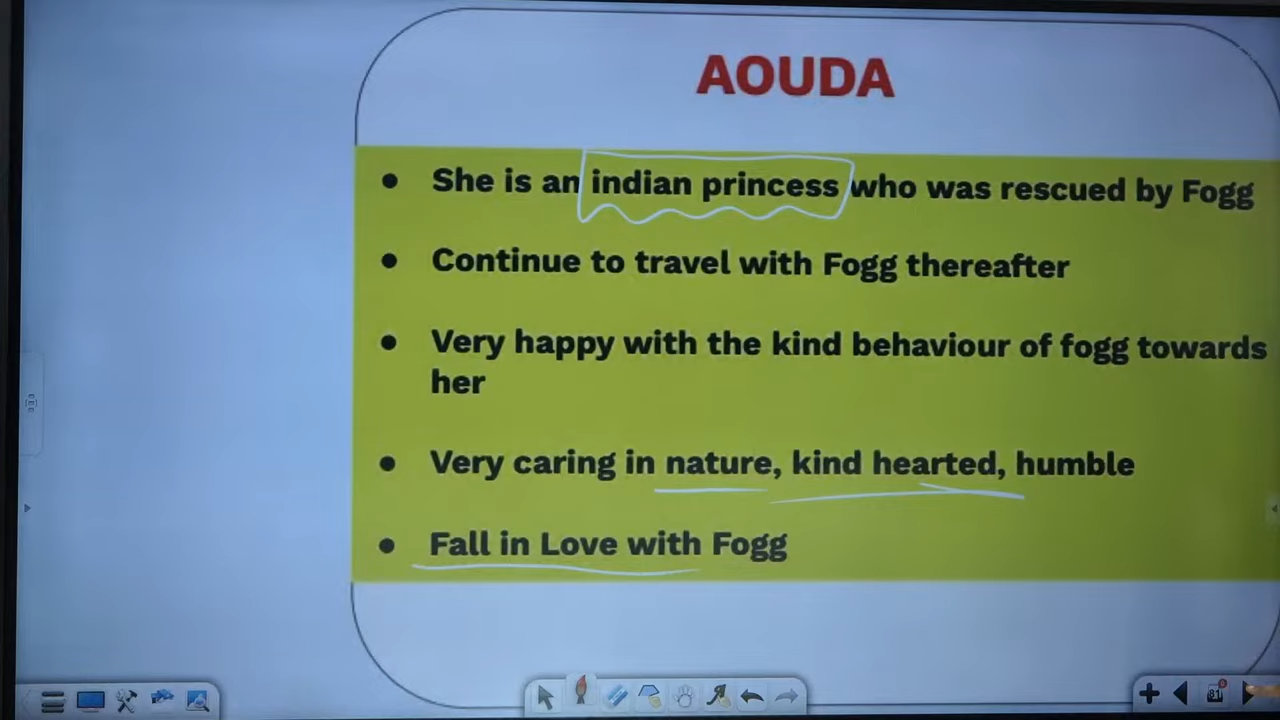 AOUDA
• She is an indian princess who was rescued by Fogg
• Continue to travel with Fogg thereafter
• Very happy with the kind behaviour of fogg towards
her
• Very caring in nature, kind hearted, humble
• Fall in Love with Fogg
81